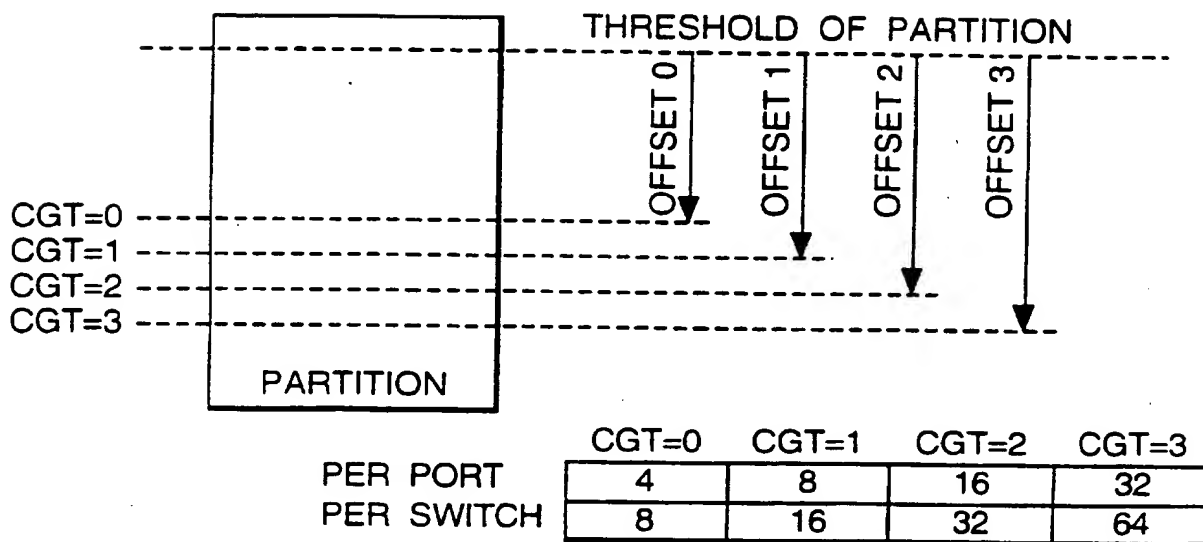 THRESHOLD OF PARTITION
OFFSET 0
OFFSET 1
OFFSET 2
OFFSET 3
CGT=0
CGT=1
CGT=2
CGT=3
PARTITION
CGT=0 CGT=1 CGT=2 CGT=3
PER PORT 4 8 16 32
PER SWITCH 8 16 32 64